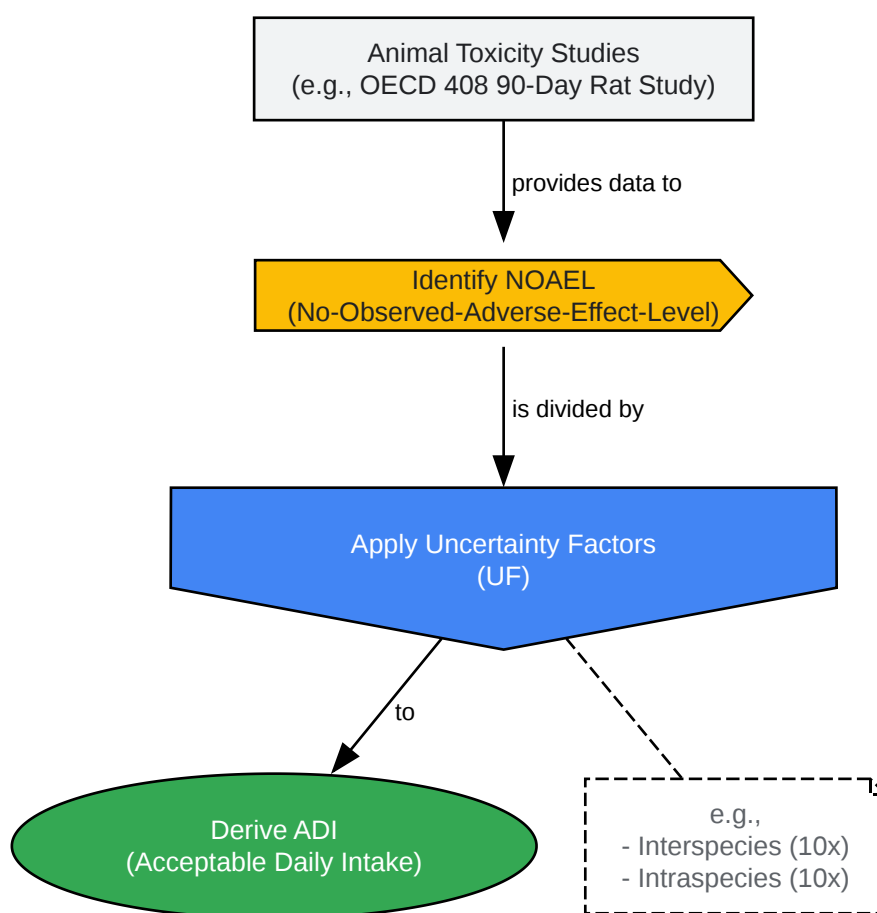 Animal Toxicity Studies
(e.g., OECD 408 90-Day Rat Study)
provides data to
Identify NOAEL
(No-Observed-Adverse-Effect-Level)
is divided by
Apply Uncertainty Factors
(UF)
to
Derive ADI
(Acceptable Daily Intake)
e.g.,
- Interspecies (10x)
- Intraspecies (10x)